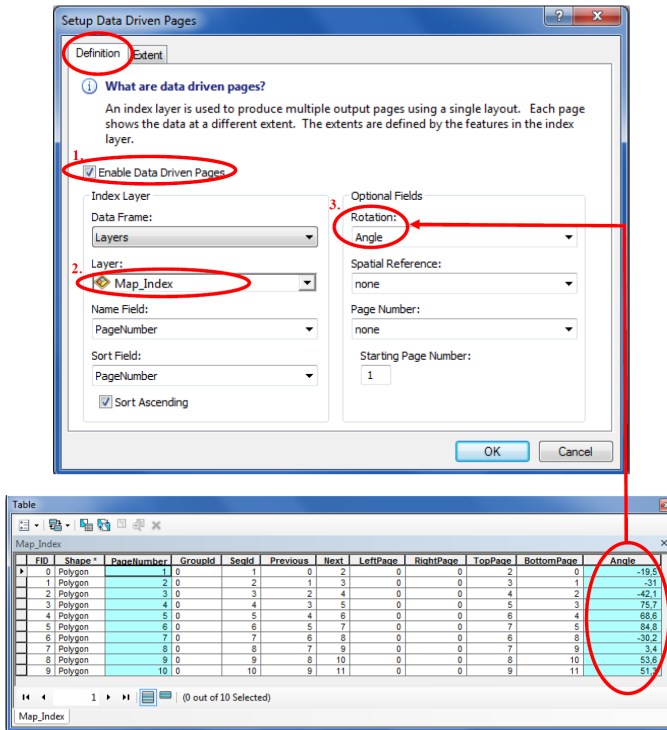 Setup Data Driven Pages
Definition Extent
What are data driven pages?
An index layer is used to produce multiple output pages using a single layout. Each page
shows the data at a different extent. The extents are defined by the features in the index
layer.
1.
Enable Data Driven Pages
Index Layer
Data Frame:
Layers
2. Layer:
Map_Index
Name Field:
PageNumber
Sort Field:
PageNumber
Sort Ascending
Optional Fields
3. Rotation:
Angle
Spatial Reference:
none
Page Number:
none
Starting Page Number:
1
OK Cancel
Table
Map_Index
FID Shape * PageNumber GroupId SegId Previous Next LeftPage RightPage TopPage BottomPage Angle
0 Polygon 1 0 1 0 2 0 0 2 0 -19,5
1 Polygon 2 0 2 1 3 0 0 3 1 -31
2 Polygon 3 0 3 2 4 0 0 4 2 -42,1
3 Polygon 4 0 4 3 5 0 0 5 3 75,7
4 Polygon 5 0 5 4 6 0 0 6 4 68,6
5 Polygon 6 0 6 5 7 0 0 7 5 84,8
6 Polygon 7 0 7 6 8 0 0 6 8 -30,2
7 Polygon 8 0 8 7 9 0 0 7 9 3,4
8 Polygon 9 0 9 8 10 0 0 8 10 53,6
9 Polygon 10 0 10 9 11 0 0 9 11
1 (0 out of 10 Selected)
Map_Index